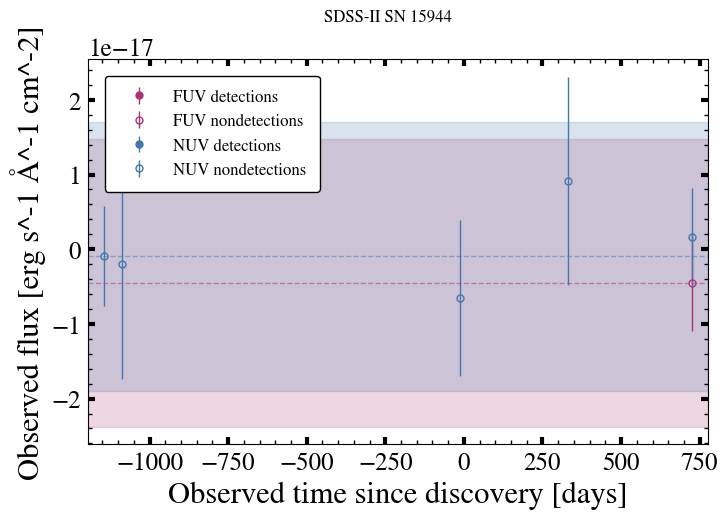 SDSS-II SN 15944
1e−17
Observed flux [erg s^-1 Å^-1 cm^-2]
2
1
0
−1
−2
FUV detections
FUV nondetections
NUV detections
NUV nondetections
−1000 −750 −500 −250 0 250 500 750
Observed time since discovery [days]